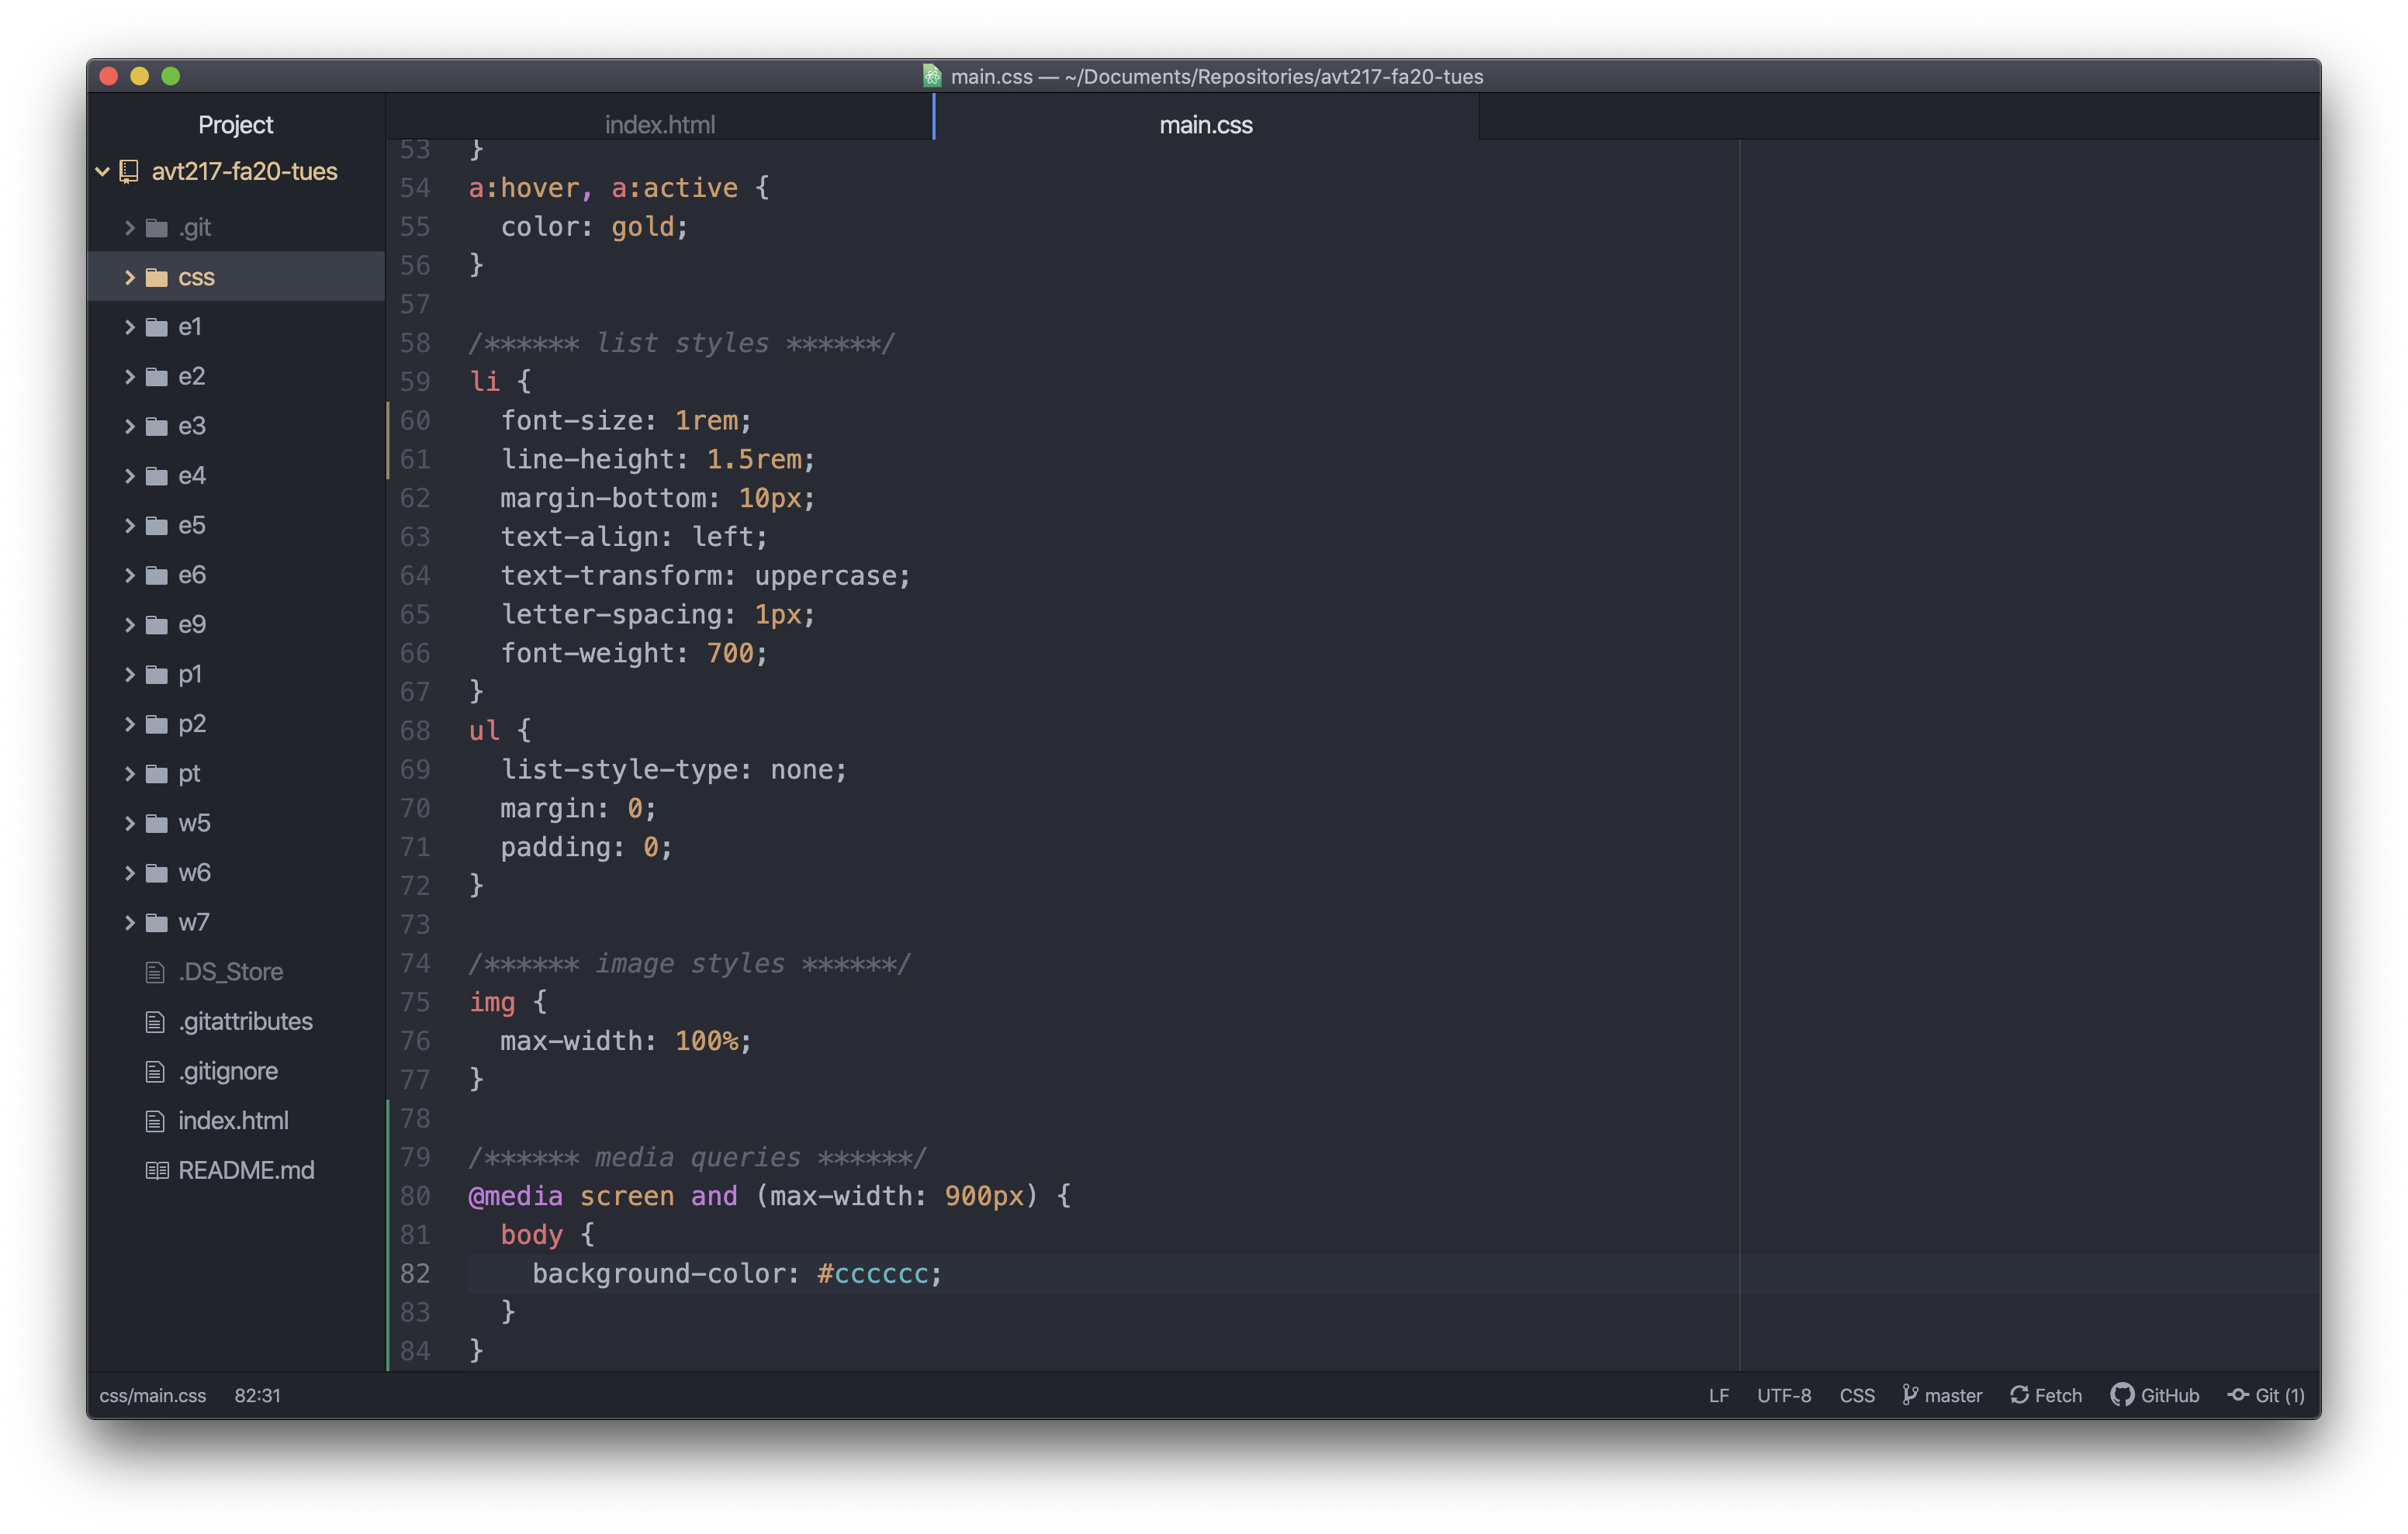 main.css — ~/Documents/Repositories/avt217-fa20-tues
Project
avt217-fa20-tues
.git
css
e1
e2
e3
e4
e5
e6
e9
p1
p2
pt
w5
w6
w7
.DS_Store
.gitattributes
.gitignore
index.html
README.md
index.html
main.css
53 }
54 a:hover, a:active {
55   color: gold;
56 }
57
58 /****** list styles ******/
59 li {
60   font-size: 1rem;
61   line-height: 1.5rem;
62   margin-bottom: 10px;
63   text-align: left;
64   text-transform: uppercase;
65   letter-spacing: 1px;
66   font-weight: 700;
67 }
68 ul {
69   list-style-type: none;
70   margin: 0;
71   padding: 0;
72 }
73
74 /****** image styles ******/
75 img {
76   max-width: 100%;
77 }
78
79 /****** media queries ******/
80 @media screen and (max-width: 900px) {
81   body {
82     background-color: #cccccc;
83   }
84 }
css/main.css 82:31 LF UTF-8 CSS master Fetch GitHub Git (1)